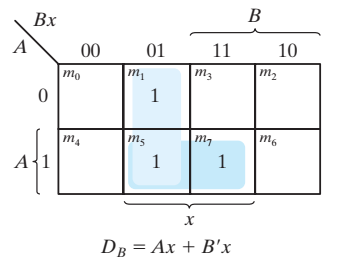 Bx
B
A
00 01 11 10
m₀ m₁ m₃ m₂
0 1
m₄ m₅ m₇ m₆
A 1 1 1
x
D_B = Ax + B′x